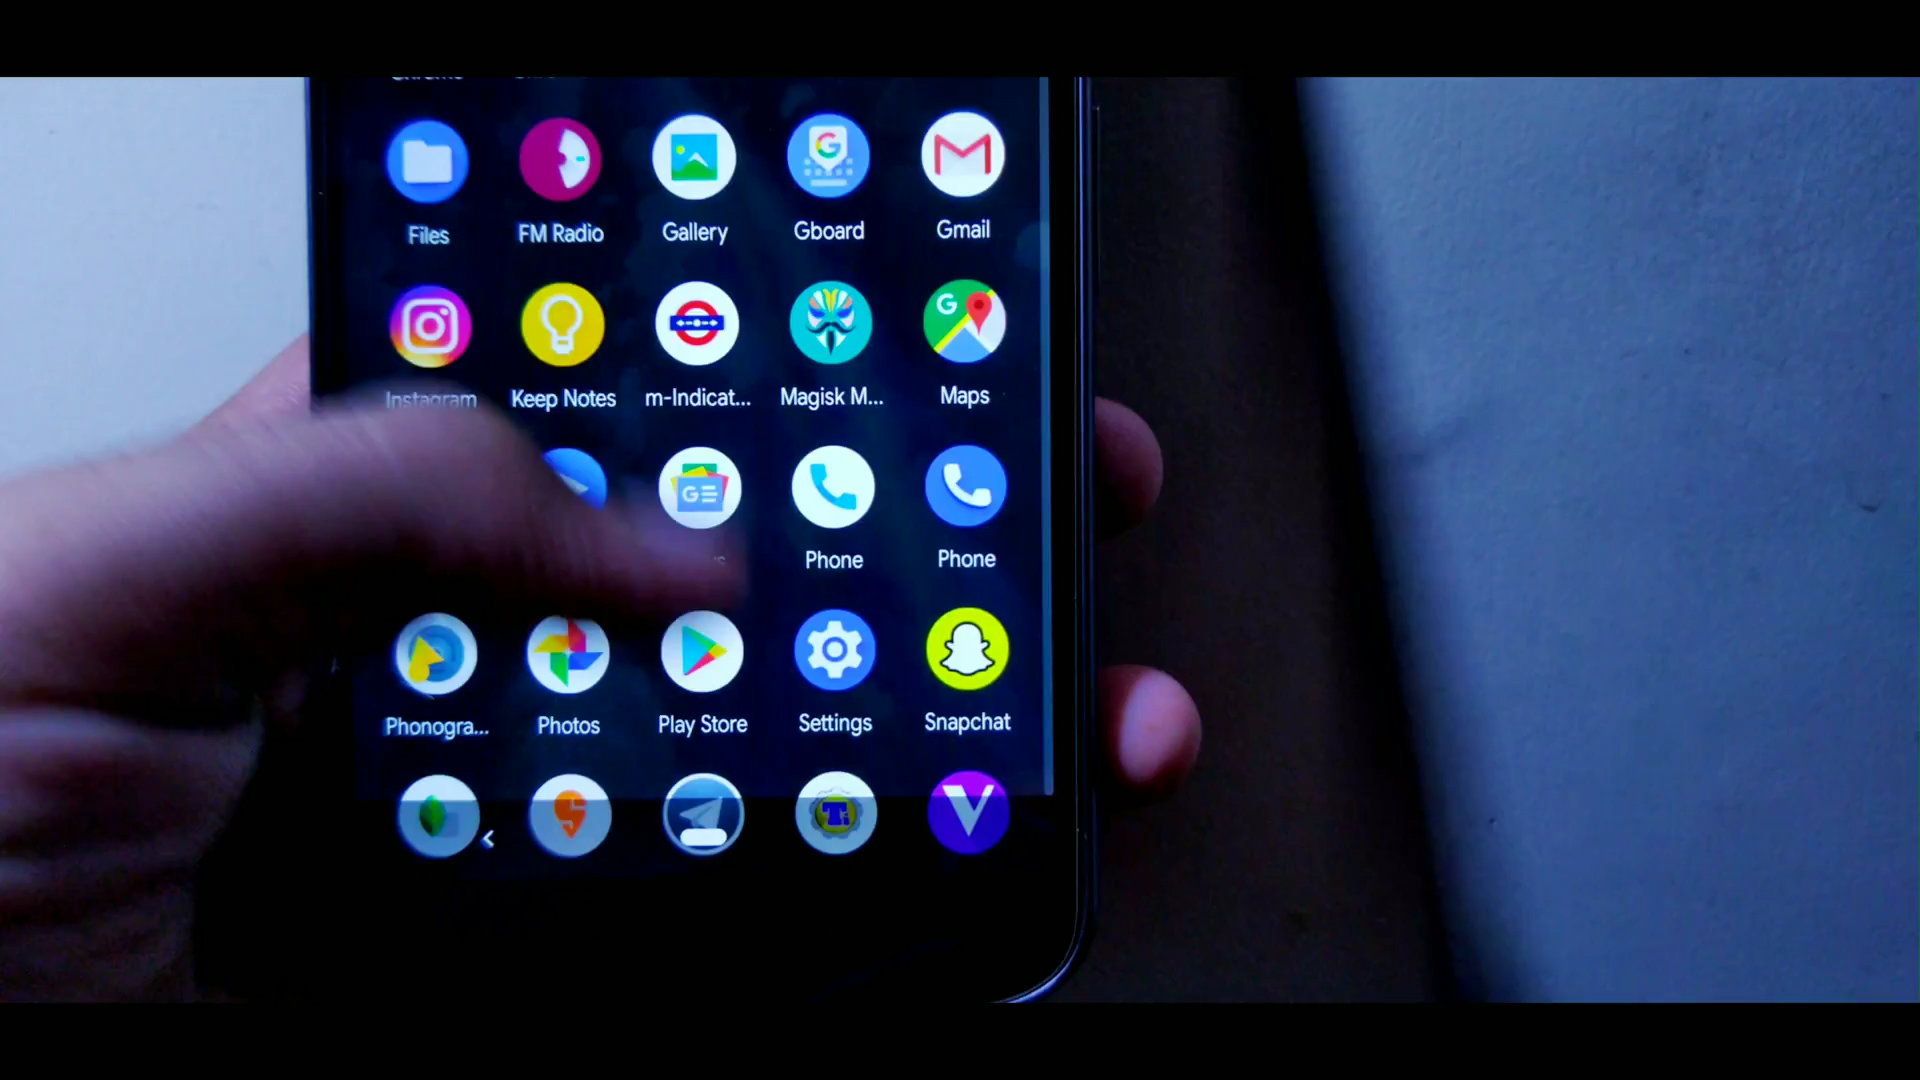 Files FM Radio Gallery Gboard Gmail
Instagram Keep Notes m-Indicat... Magisk M... Maps
Phone Phone
Phonogra... Photos Play Store Settings Snapchat